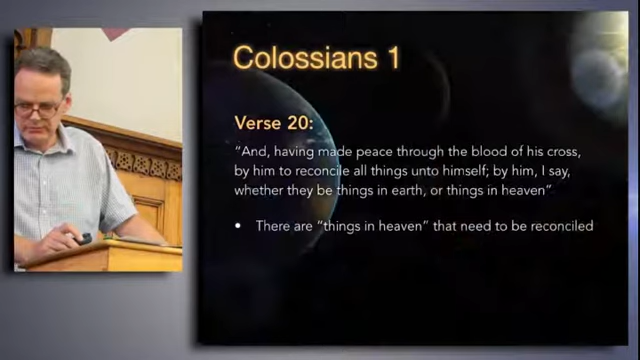 Colossians 1
Verse 20:
"And, having made peace through the blood of his cross,
by him to reconcile all things unto himself; by him, I say,
whether they be things in earth, or things in heaven"
• There are "things in heaven" that need to be reconciled